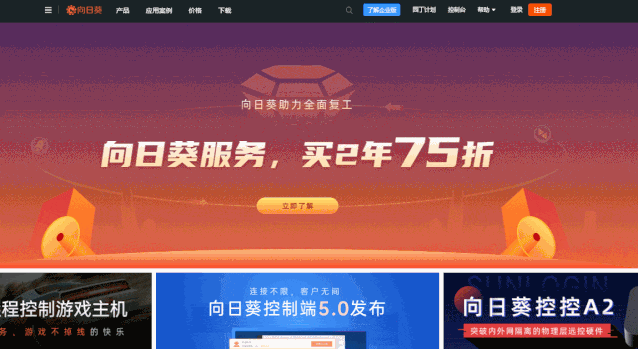 向日葵 产品 应用案例 价格 下载 了解企业版 园丁计划 控制台 帮助 登录 注册
向日葵助力全面复工
向日葵服务，买2年75折
立即了解
程控制游戏主机
务，游戏不掉线的快乐
连接不限，客户无间
向日葵控制端5.0发布
SUNLOGIN
向日葵控控A2
突破内外网隔离的物理层远控硬件